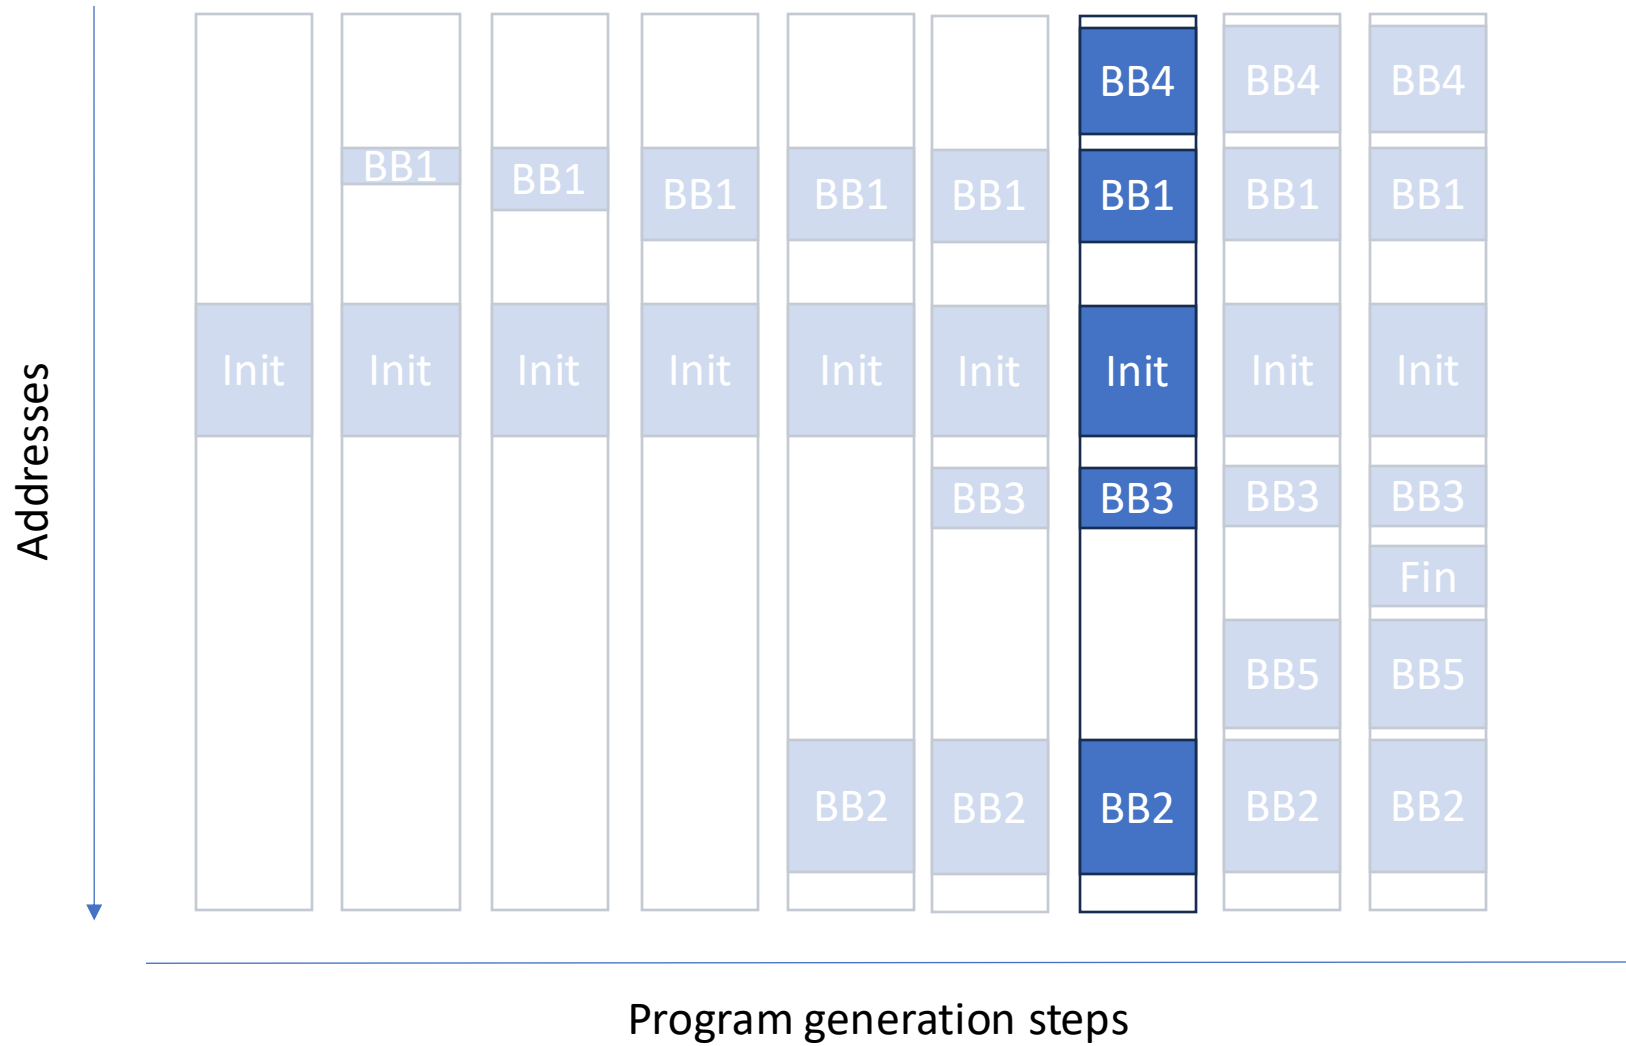 Addresses
BB4 BB4 BB4
BB1 BB1 BB1 BB1 BB1 BB1 BB1 BB1
Init Init Init Init Init Init Init Init Init
BB3 BB3 BB3 BB3
Fin
BB5 BB5
BB2 BB2 BB2 BB2 BB2
Program generation steps